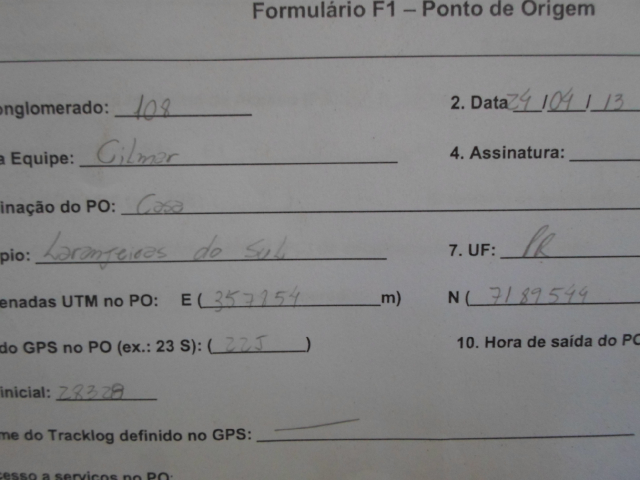 Formulário F1 – Ponto de Origem
onglomerado: 108 2. Data 24 /04 / 13
a Equipe: Gilmar 4. Assinatura:
inação do PO: Casa
pio: Laranjeiras do Sul 7. UF: PR
enadas UTM no PO: E (357154 m) N ( 7189544
do GPS no PO (ex.: 23 S): ( 22J )
10. Hora de saída do PO
inicial: 28328
me do Tracklog definido no GPS: —
esso a serviços no PO: